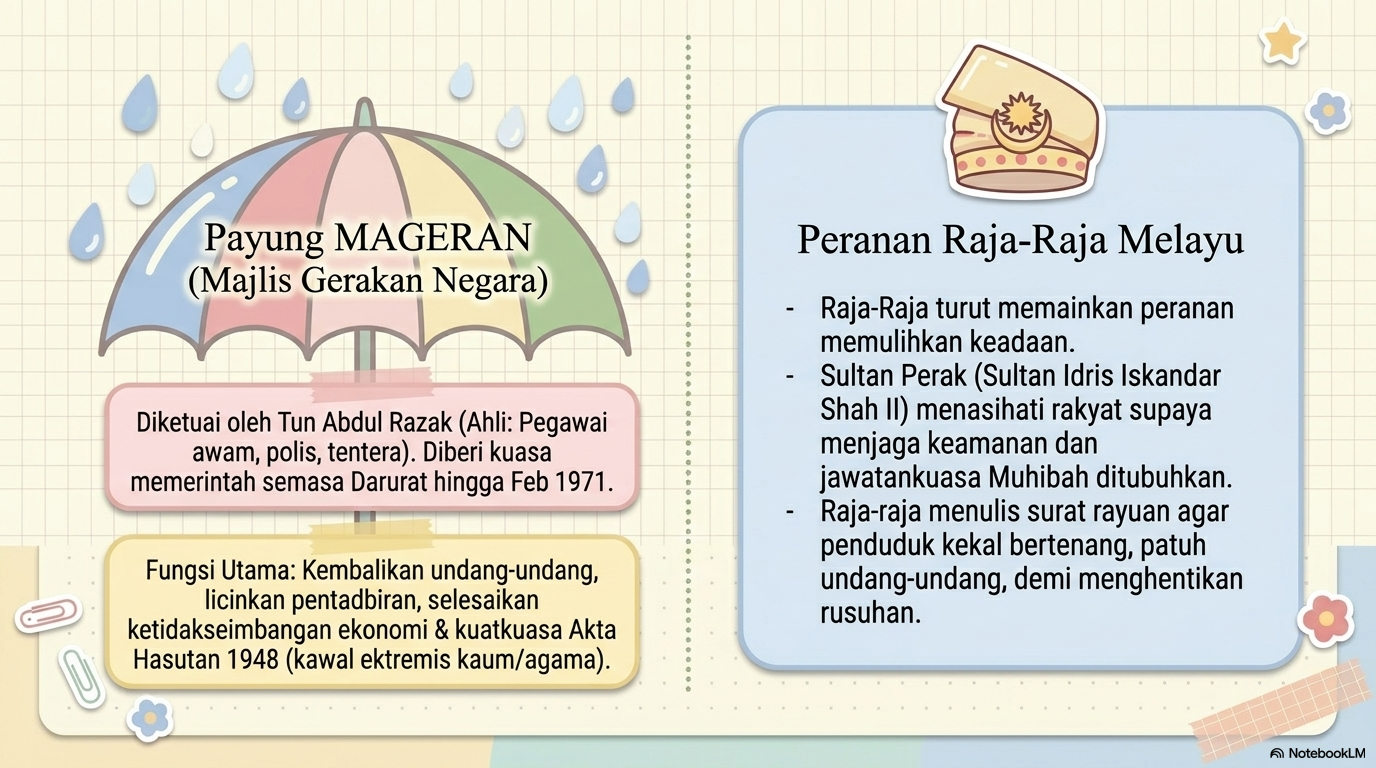 Payung MAGERAN
(Majlis Gerakan Negara)
Diketuai oleh Tun Abdul Razak (Ahli: Pegawai
awam, polis, tentera). Diberi kuasa
memerintah semasa Darurat hingga Feb 1971.
Fungsi Utama: Kembalikan undang-undang,
licinkan pentadbiran, selesaikan
ketidakseimbangan ekonomi & kuatkuasa Akta
Hasutan 1948 (kawal ektremis kaum/agama).
Peranan Raja-Raja Melayu
- Raja-Raja turut memainkan peranan
memulihkan keadaan.
- Sultan Perak (Sultan Idris Iskandar
Shah II) menasihati rakyat supaya
menjaga keamanan dan
jawatankuasa Muhibah ditubuhkan.
- Raja-raja menulis surat rayuan agar
penduduk kekal bertenang, patuh
undang-undang, demi menghentikan
rusuhan.
NotebookLM